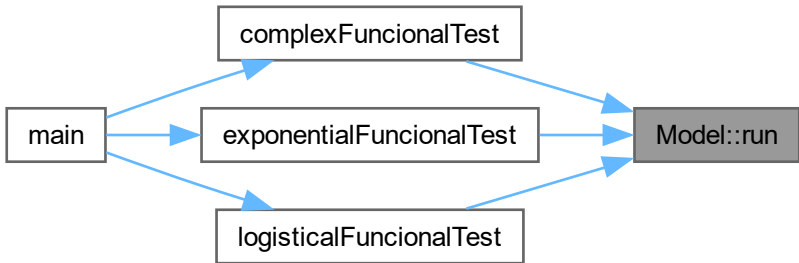 complexFuncionalTest
main
exponentialFuncionalTest
Model::run
logisticalFuncionalTest